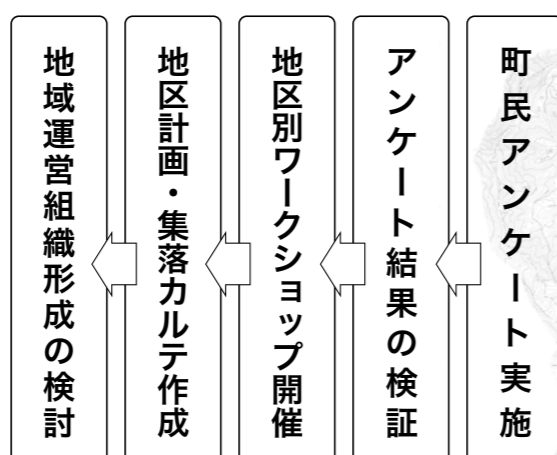 町民アンケート実施
アンケート結果の検証
地区別ワークショップ開催
地区計画・集落カルテ作成
地域運営組織形成の検討